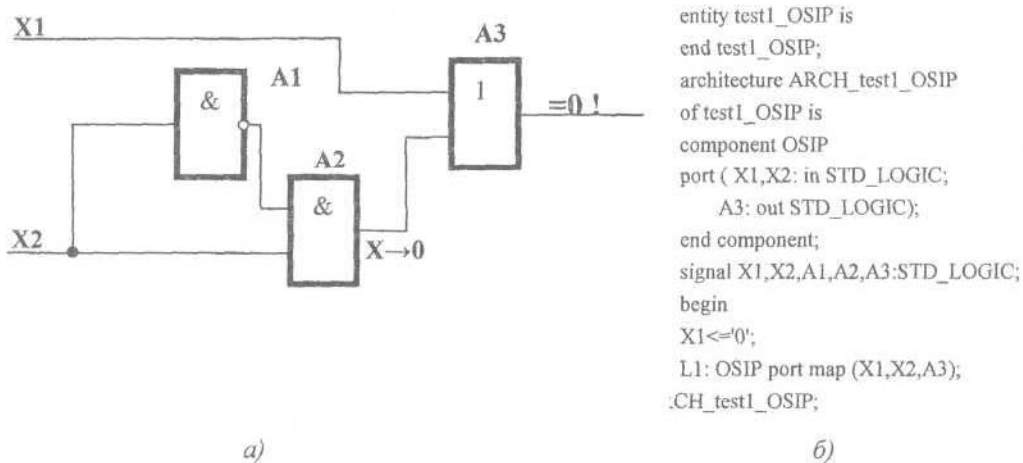 X1
A1
&
A2
&
X2
X→0
A3
1
=0 !
а)
entity test1_OSIP is
end test1_OSIP;
architecture ARCH_test1_OSIP
of test1_OSIP is
component OSIP
port ( X1,X2: in STD_LOGIC;
A3: out STD_LOGIC);
end component;
signal X1,X2,A1,A2,A3:STD_LOGIC;
begin
X1<='0';
L1: OSIP port map (X1,X2,A3);
.CH_test1_OSIP;
б)